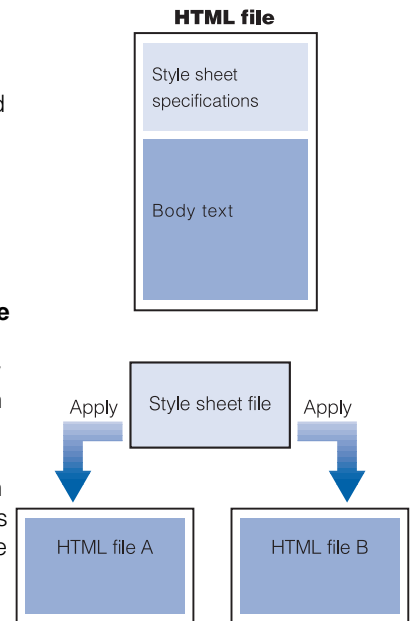 HTML file
Style sheet
specifications
Body text
Apply
Style sheet file
Apply
HTML file A
HTML file B